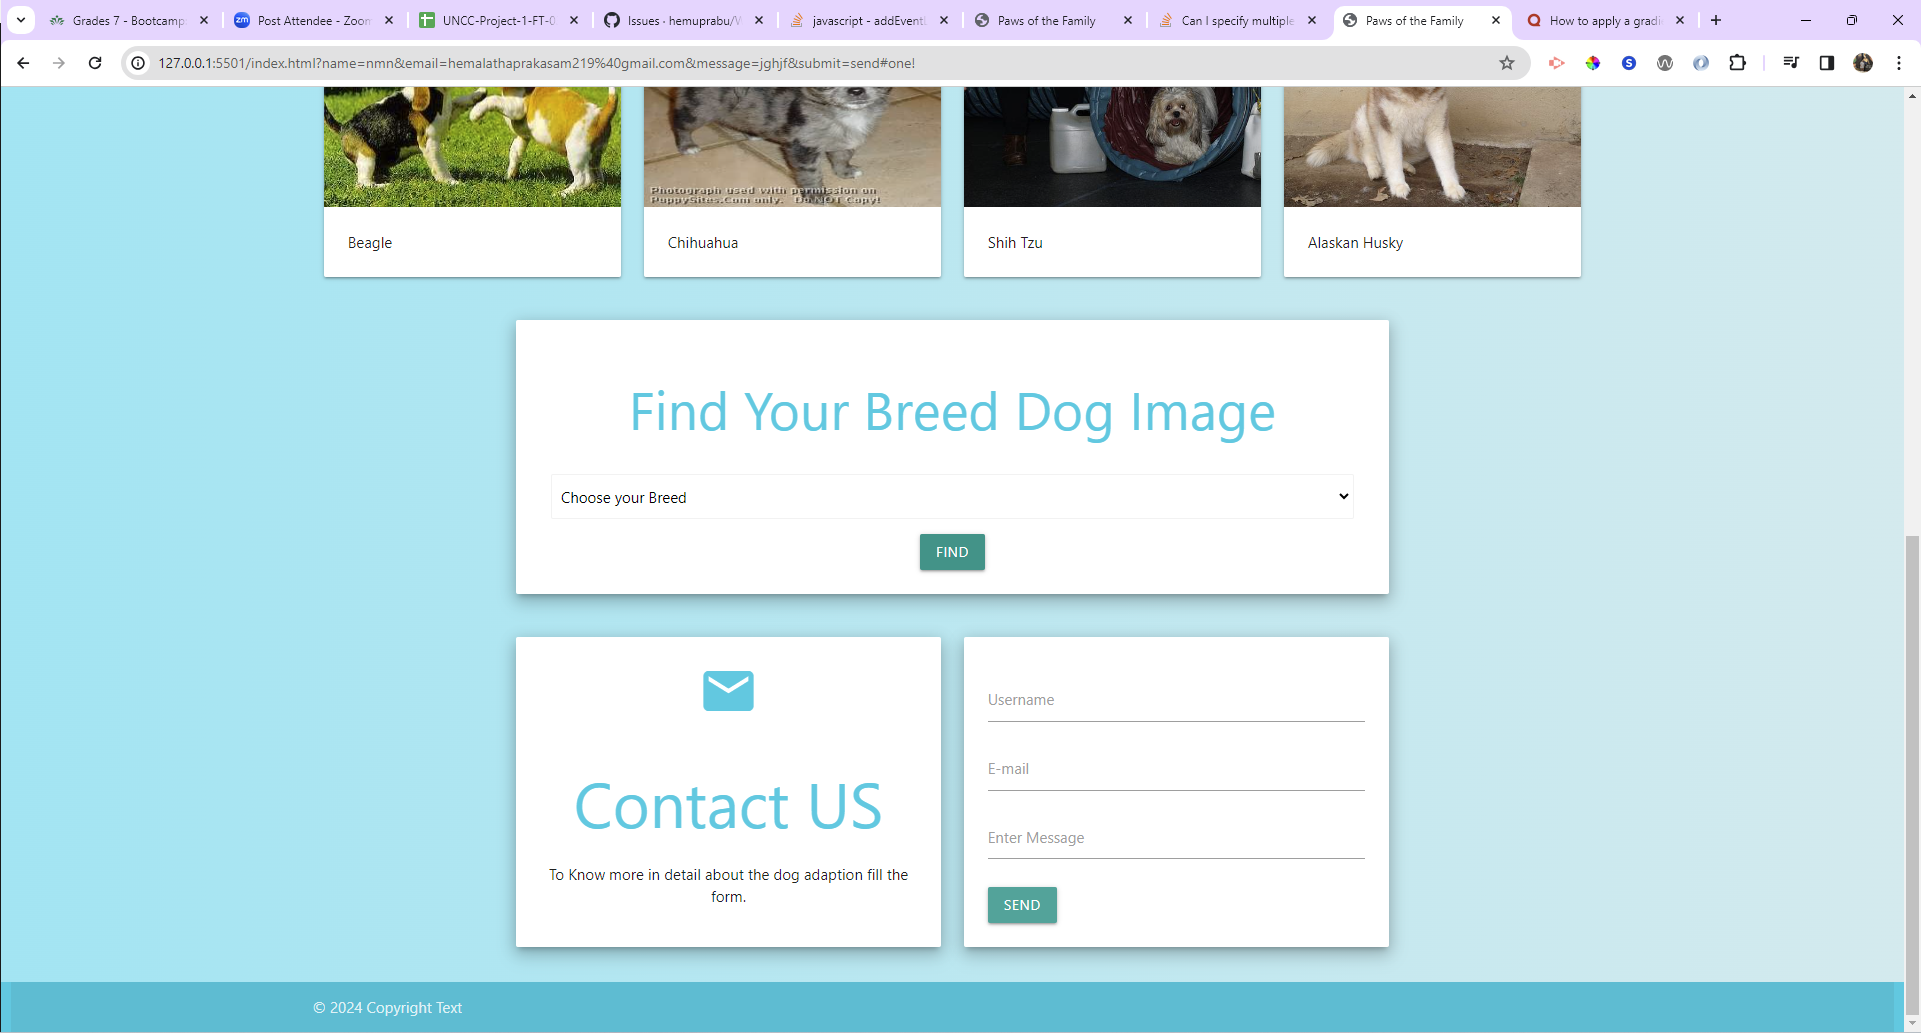 Grades 7 - Bootcamp
Post Attendee - Zoom
UNCC-Project-1-FT-0
Issues · hemuprabu/
javascript - addEventL
Paws of the Family
Can I specify multiple
Paws of the Family
How to apply a gradi
127.0.0.1:5501/index.html?name=nmn&email=hemalathaprakasam219%40gmail.com&message=jghjf&submit=send#one!
Photograph used with permission on
PuppySites.Com only. Do NOT Copy!
Beagle
Chihuahua
Shih Tzu
Alaskan Husky
Find Your Breed Dog Image
Choose your Breed
FIND
Contact US
To Know more in detail about the dog adaption fill the
form.
Username
E-mail
Enter Message
SEND
© 2024 Copyright Text